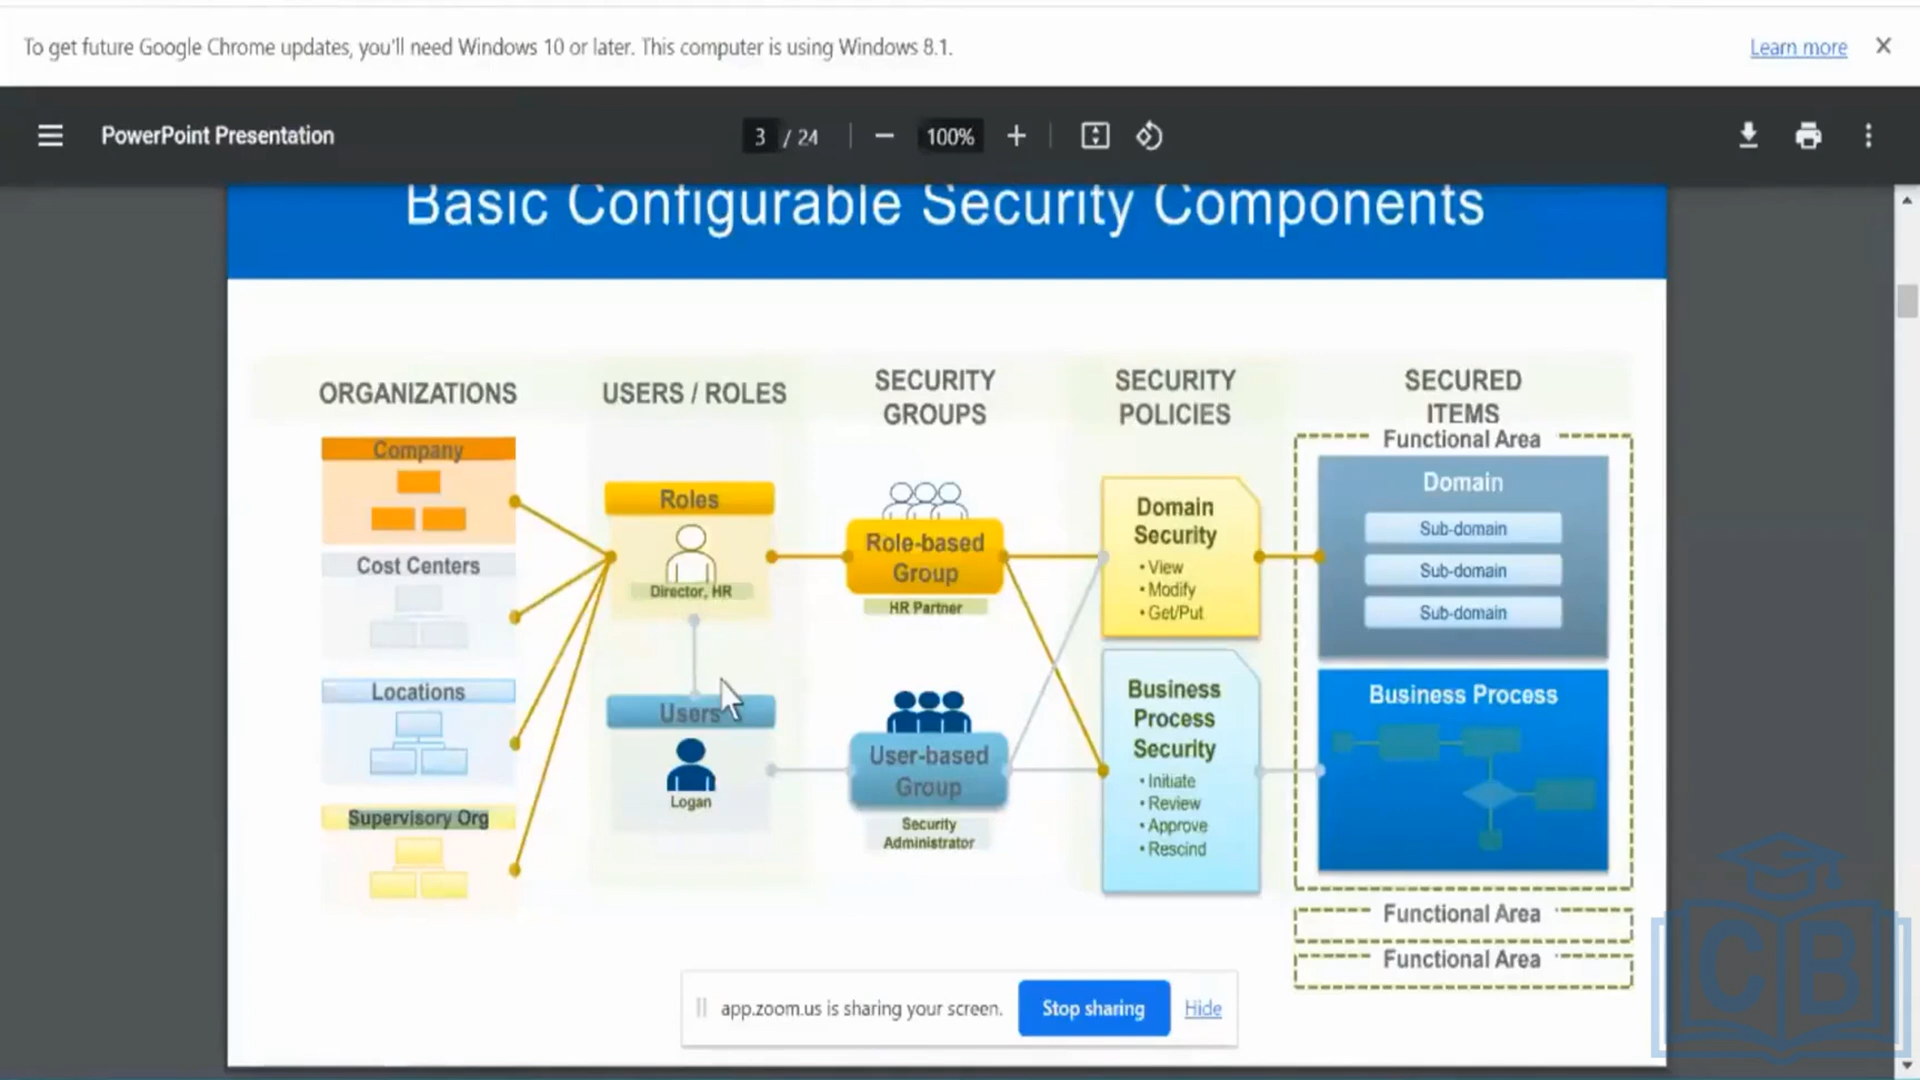 To get future Google Chrome updates, you'll need Windows 10 or later. This computer is using Windows 8.1.
Learn more
PowerPoint Presentation
3 / 24
100%
Basic Configurable Security Components
ORGANIZATIONS
USERS / ROLES
SECURITY
GROUPS
SECURITY
POLICIES
SECURED
ITEMS
Company
Cost Centers
Locations
Supervisory Org
Roles
Director, HR
Users
Logan
Role-based
Group
HR Partner
User-based
Group
Security
Administrator
Domain
Security
• View
• Modify
• Get/Put
Business
Process
Security
• Initiate
• Review
• Approve
• Rescind
Functional Area
Domain
Sub-domain
Sub-domain
Sub-domain
Business Process
Functional Area
Functional Area
app.zoom.us is sharing your screen.
Stop sharing
Hide
CB